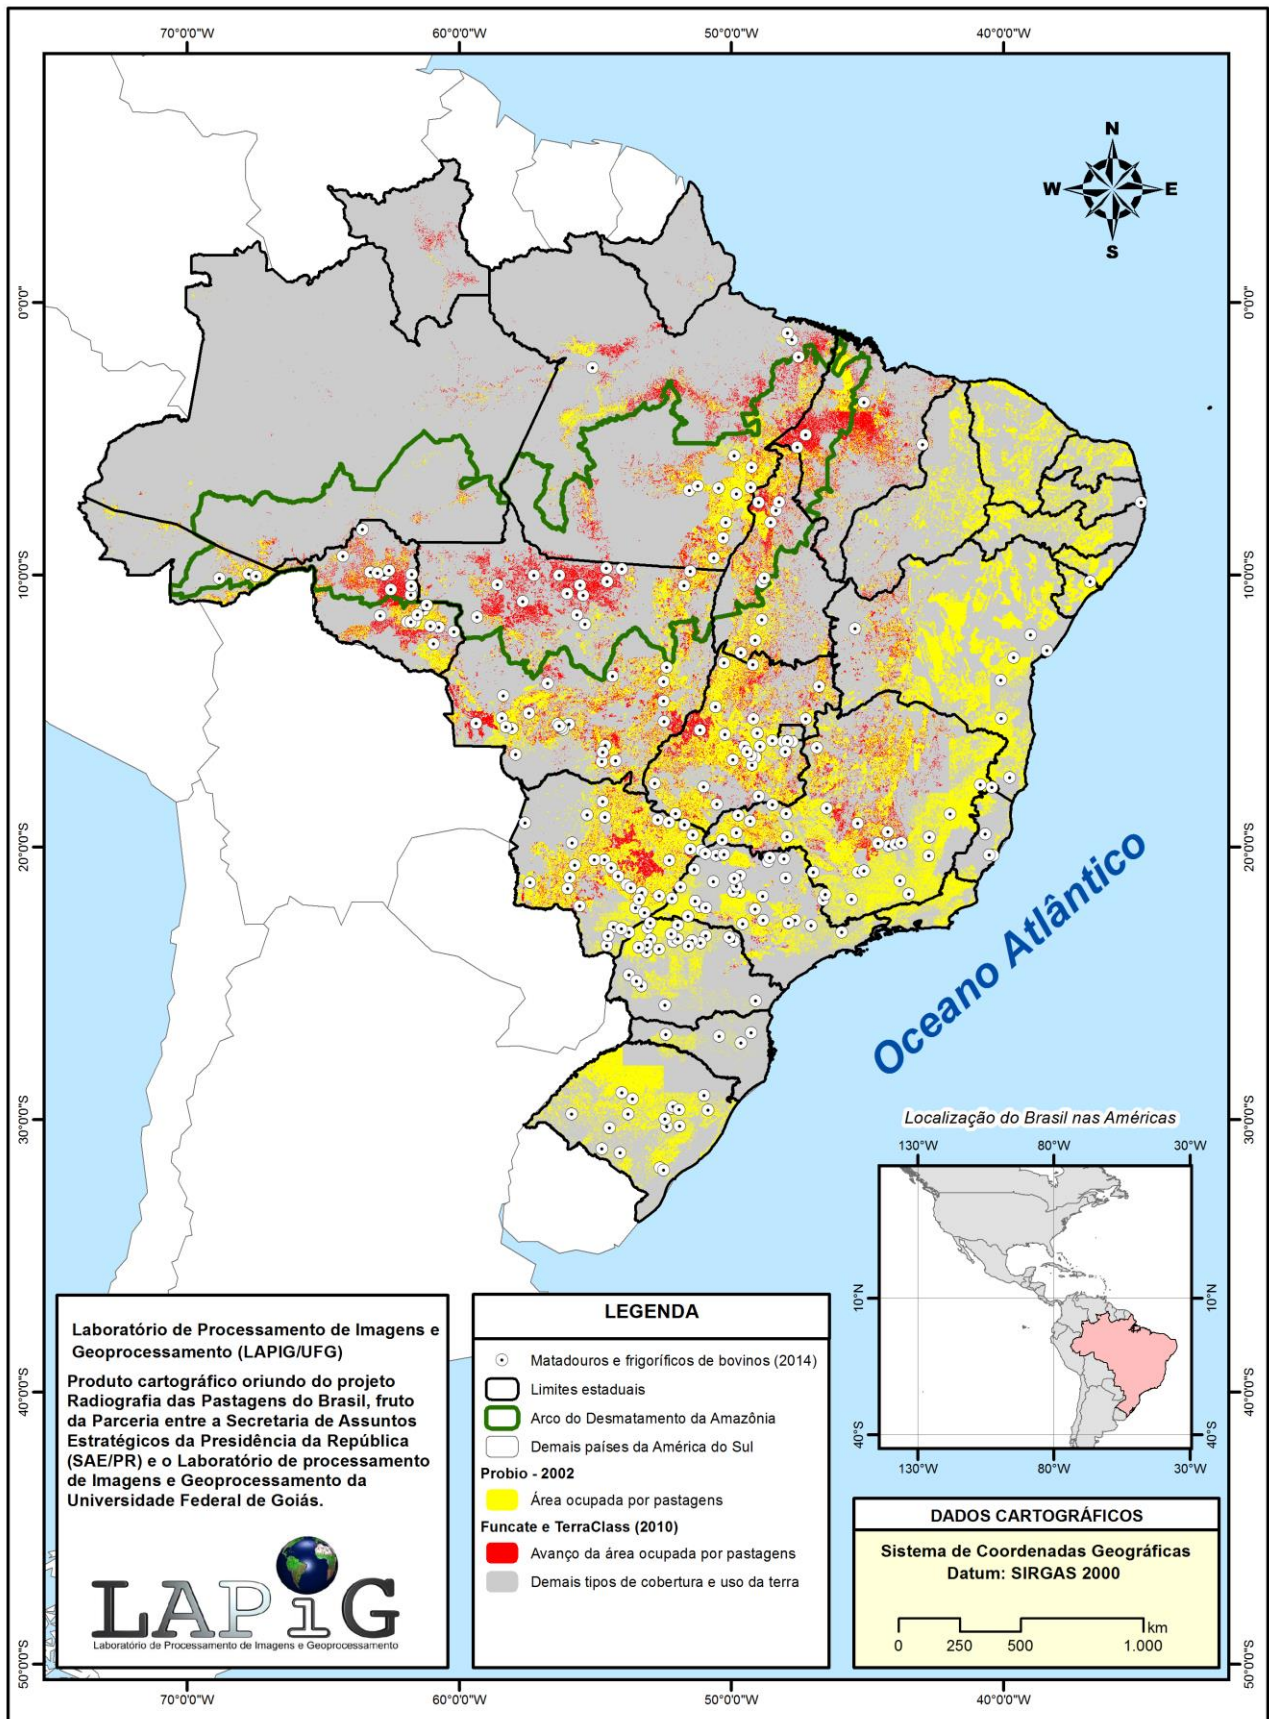 70°0'0"W
60°0'0"W
50°0'0"W
40°0'0"W
N
W
E
S
0°0'0"
0°0'0"
10°0'0"S
10°0'0"S
20°0'0"S
20°0'0"S
30°0'0"S
30°0'0"S
40°0'0"S
40°0'0"S
50°0'0"S
50°0'0"S
Oceano Atlântico
Localização do Brasil nas Américas
130°W
80°W
30°W
10°N
10°N
40°S
40°S
130°W
80°W
30°W
Laboratório de Processamento de Imagens e
Geoprocessamento (LAPIG/UFG)
Produto cartográfico oriundo do projeto
Radiografia das Pastagens do Brasil, fruto
da Parceria entre a Secretaria de Assuntos
Estratégicos da Presidência da República
(SAE/PR) e o Laboratório de processamento
de Imagens e Geoprocessamento da
Universidade Federal de Goiás.
LAPiG
Laboratório de Processamento de Imagens e Geoprocessamento
LEGENDA
Matadouros e frigoríficos de bovinos (2014)
Limites estaduais
Arco do Desmatamento da Amazônia
Demais países da América do Sul
Probio - 2002
Área ocupada por pastagens
Funcate e TerraClass (2010)
Avanço da área ocupada por pastagens
Demais tipos de cobertura e uso da terra
DADOS CARTOGRÁFICOS
Sistema de Coordenadas Geográficas
Datum: SIRGAS 2000
km
0 250 500 1.000
70°0'0"W
60°0'0"W
50°0'0"W
40°0'0"W